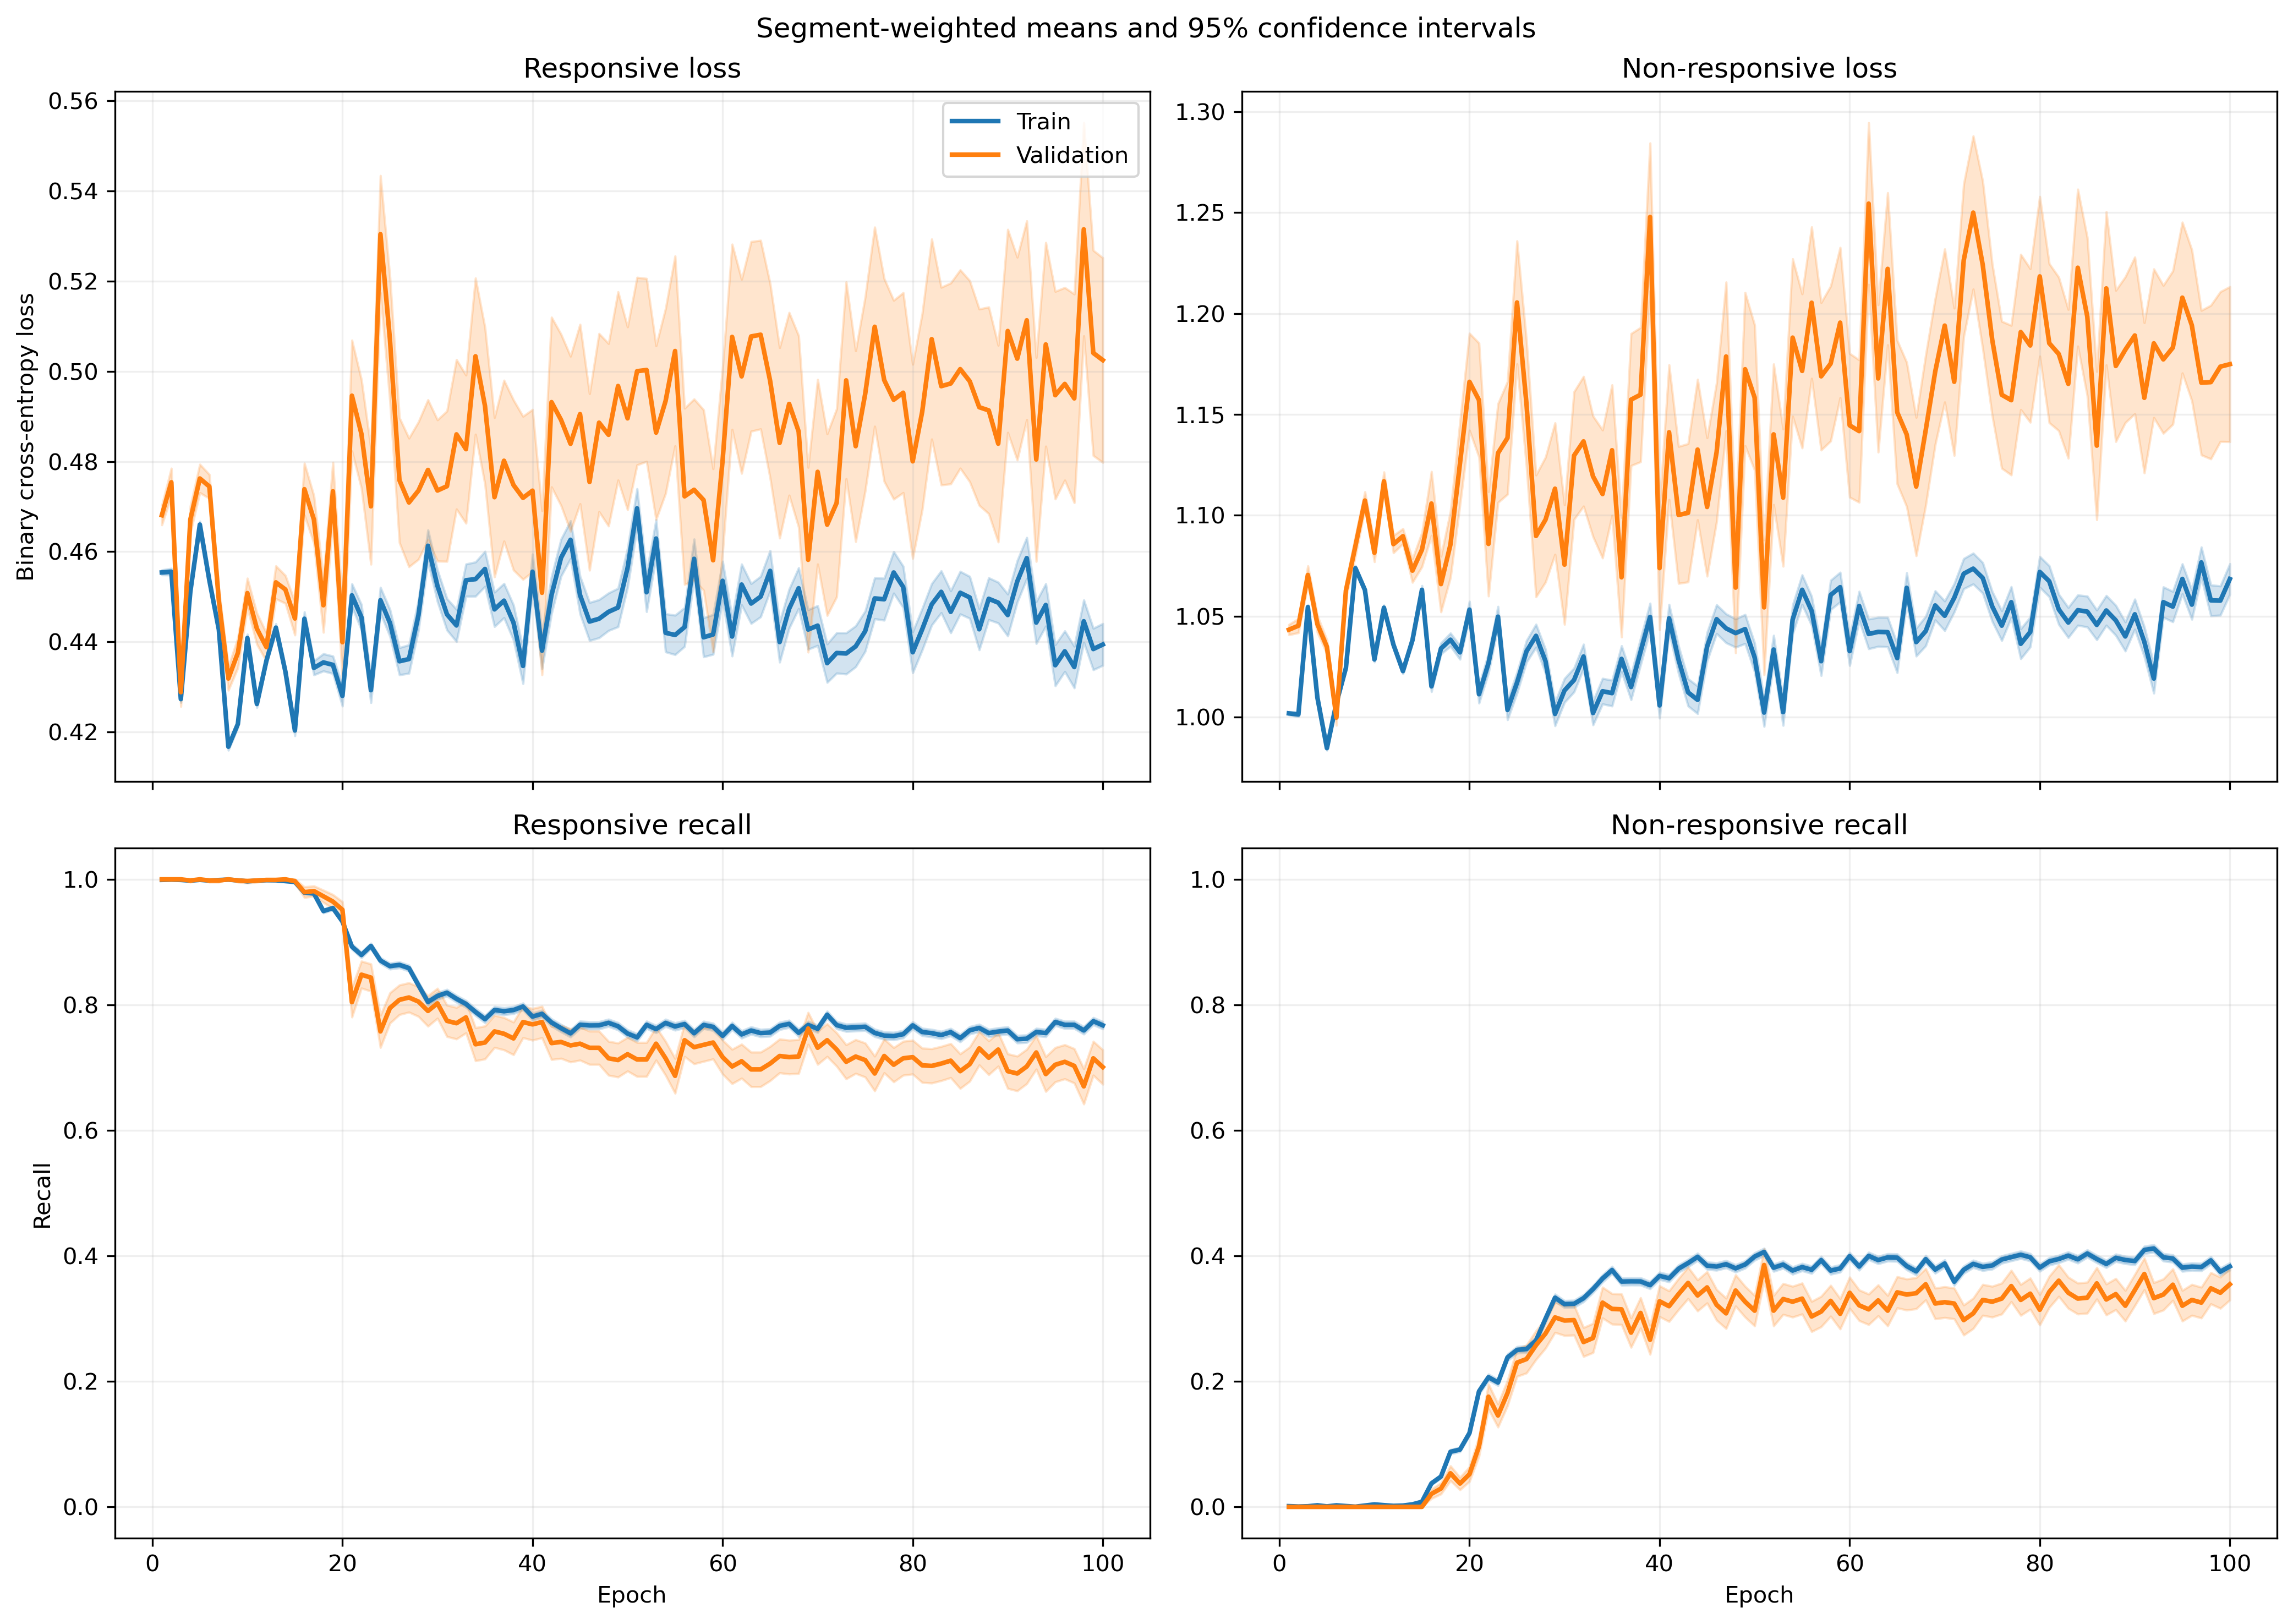 Segment-weighted means and 95% confidence intervals
Responsive loss
Binary cross-entropy loss
0.56
0.54
0.52
0.50
0.48
0.46
0.44
0.42
Train
Validation
Non-responsive loss
1.30
1.25
1.20
1.15
1.10
1.05
1.00
Responsive recall
Recall
1.0
0.8
0.6
0.4
0.2
0.0
0 20 40 60 80 100
Epoch
Non-responsive recall
1.0
0.8
0.6
0.4
0.2
0.0
0 20 40 60 80 100
Epoch